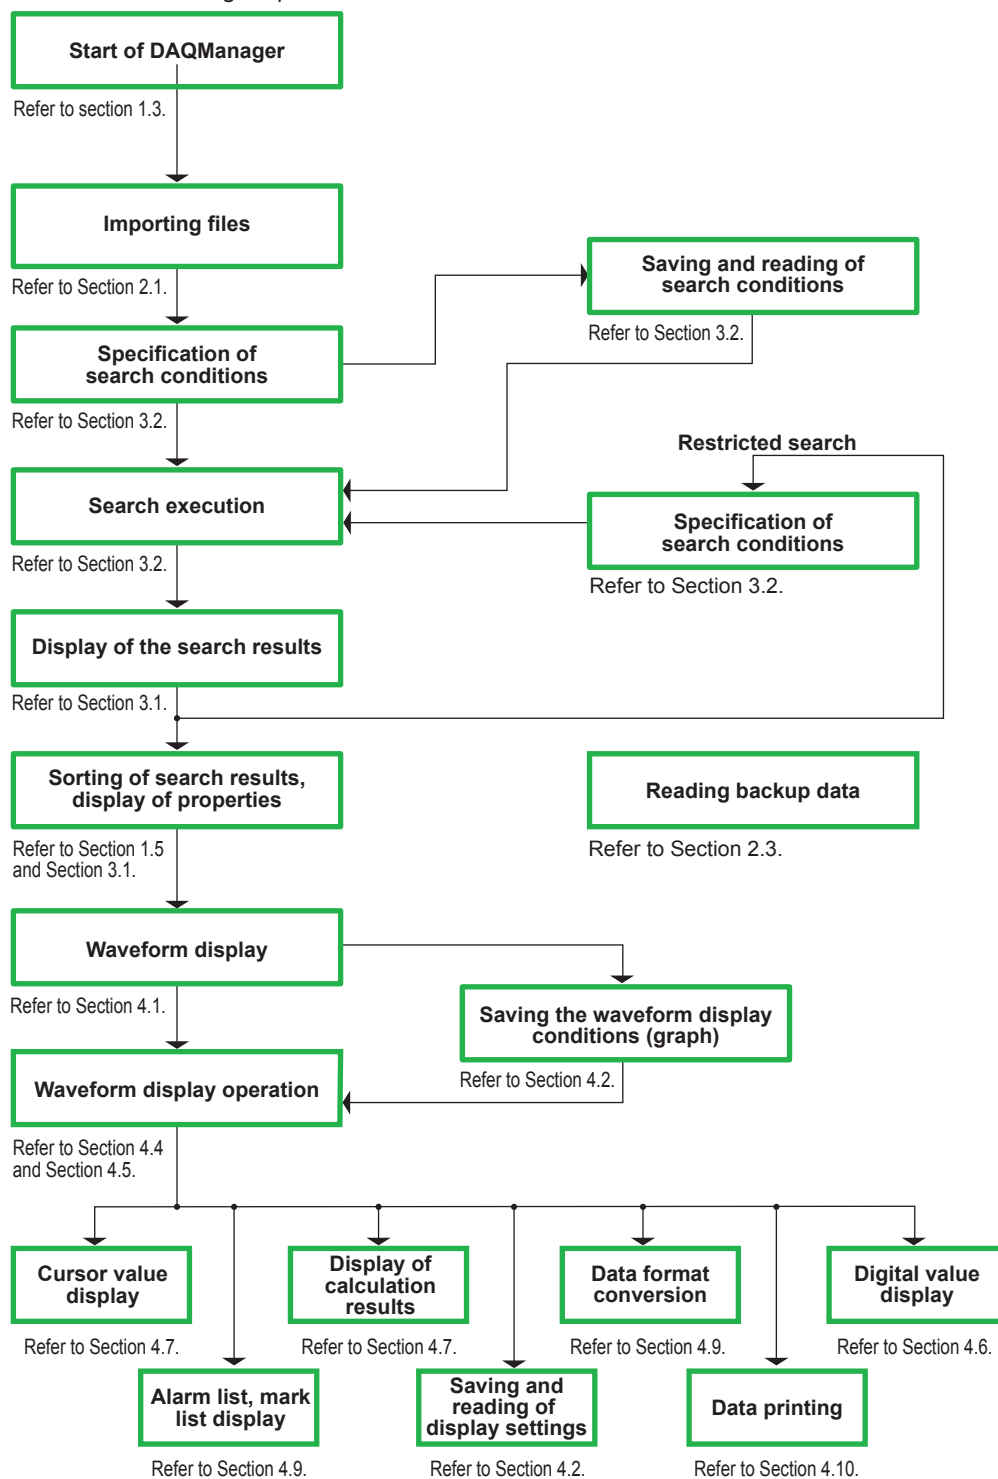 Start of DAQManager
Refer to section 1.3.
Importing files
Refer to Section 2.1.
Saving and reading of
search conditions
Refer to Section 3.2.
Specification of
search conditions
Refer to Section 3.2.
Restricted search
Search execution
Refer to Section 3.2.
Specification of
search conditions
Refer to Section 3.2.
Display of the search results
Refer to Section 3.1.
Sorting of search results,
display of properties
Refer to Section 1.5
and Section 3.1.
Reading backup data
Refer to Section 2.3.
Waveform display
Refer to Section 4.1.
Saving the waveform display
conditions (graph)
Refer to Section 4.2.
Waveform display operation
Refer to Section 4.4
and Section 4.5.
Cursor value
display
Refer to Section 4.7.
Display of
calculation
results
Refer to Section 4.7.
Data format
conversion
Refer to Section 4.9.
Digital value
display
Refer to Section 4.6.
Alarm list, mark
list display
Refer to Section 4.9.
Saving and
reading of
display settings
Refer to Section 4.2.
Data printing
Refer to Section 4.10.